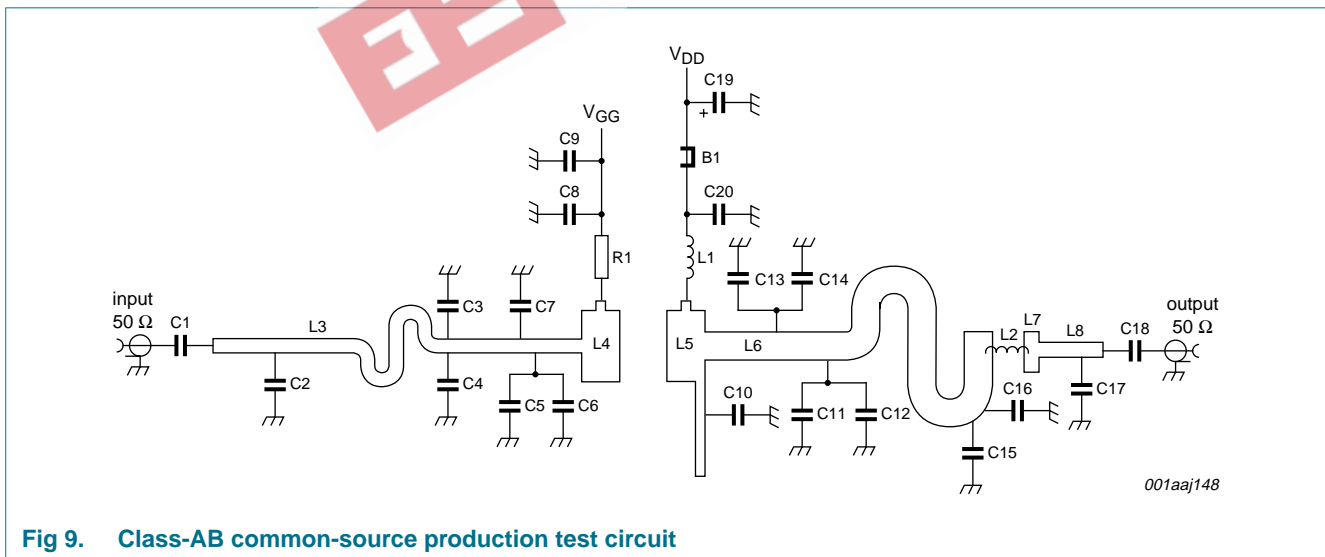 V_DD
C19
+
V_GG
C9
B1
C8
C20
R1
L1
C13
C14
C3
C7
input
50 Ω
C1
L3
L4
L5
L6
L2
L7
L8
C18
output
50 Ω
C2
C4
C5
C6
C10
C11
C12
C16
C17
C15
001aaj148
Fig 9. Class-AB common-source production test circuit